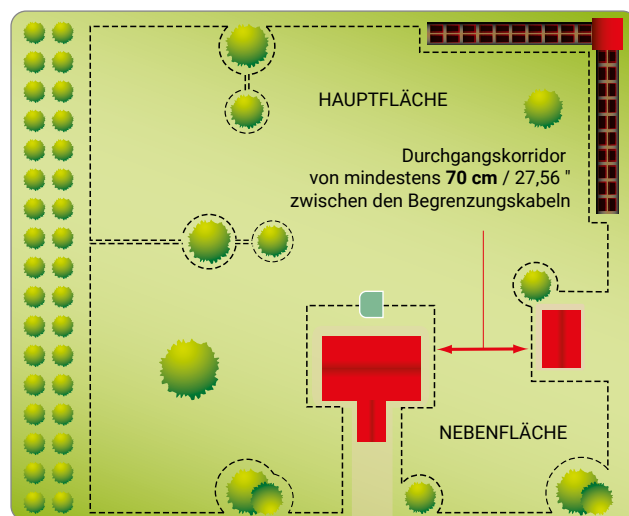 HAUPTFLÄCHE
Durchgangskorridor
von mindestens 70 cm / 27,56 "
zwischen den Begrenzungskabeln
NEBENFLÄCHE